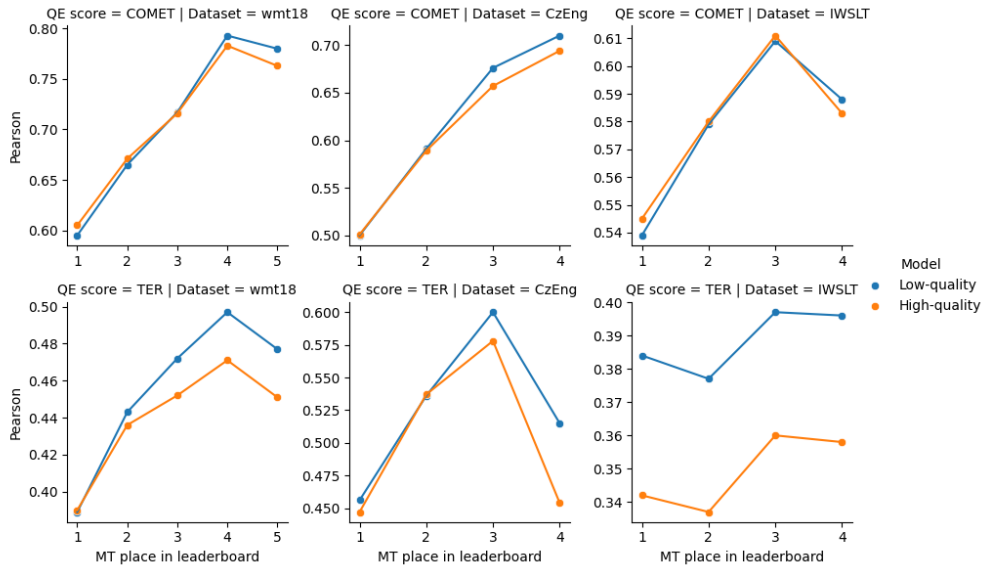 QE score = COMET | Dataset = wmt18
QE score = COMET | Dataset = CzEng
QE score = COMET | Dataset = IWSLT
Pearson
0.80
0.75
0.70
0.65
0.60
1 2 3 4 5
0.70
0.65
0.60
0.55
0.50
1 2 3 4
0.61
0.60
0.59
0.58
0.57
0.56
0.55
0.54
1 2 3 4
Model
Low-quality
High-quality
QE score = TER | Dataset = wmt18
QE score = TER | Dataset = CzEng
QE score = TER | Dataset = IWSLT
Pearson
0.50
0.48
0.46
0.44
0.42
0.40
1 2 3 4 5
MT place in leaderboard
0.600
0.575
0.550
0.525
0.500
0.475
0.450
1 2 3 4
MT place in leaderboard
0.40
0.39
0.38
0.37
0.36
0.35
0.34
1 2 3 4
MT place in leaderboard